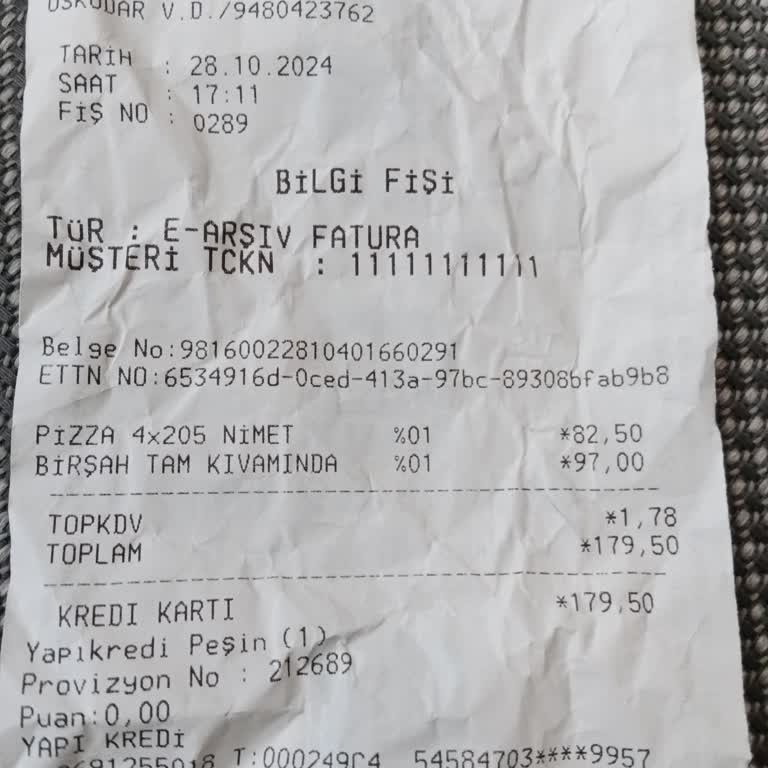 ÜSKÜDAR V.D./9480423762
TARİH : 28.10.2024
SAAT : 17:11
FİŞ NO : 0289
BİLGİ FİŞİ
TÜR : E-ARŞIV FATURA
MÜŞTERİ TCKN : 11111111111
Belge No:98160022810401660291
ETTN NO:6534916d-0ced-413a-97bc-89308bfab9b8
PİZZA 4x205 NİMET %01 *82,50
BİRŞAH TAM KIVAMINDA %01 *97,00
TOPKDV *1,78
TOPLAM *179,50
KREDI KARTI *179,50
Yapıkredi Peşin (1)
Provizyon No : 212689
Puan:0,00
YAPI KREDİ
54584703****9957